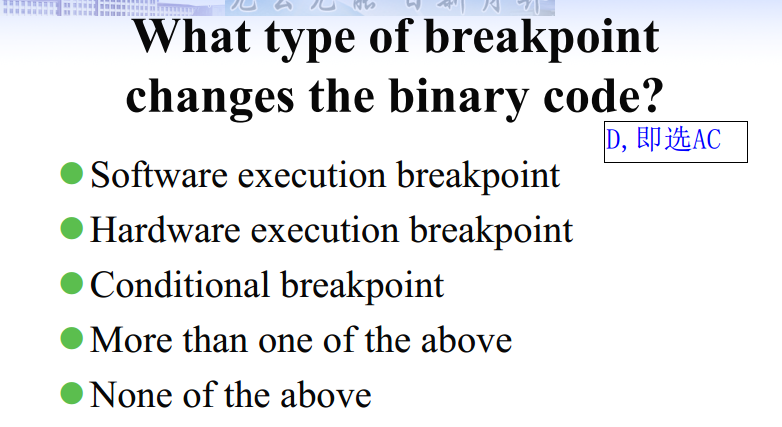 What type of breakpoint
changes the binary code?
D,即选AC
Software execution breakpoint
Hardware execution breakpoint
Conditional breakpoint
More than one of the above
None of the above